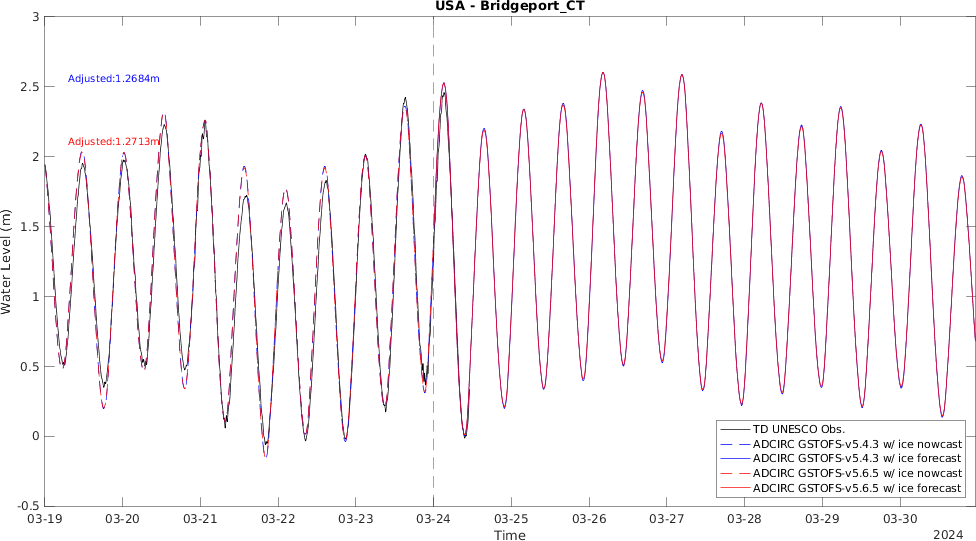 USA - Bridgeport_CT
3
2.5
2
1.5
1
0.5
0
-0.5
Water Level (m)
Adjusted:1.2684m
Adjusted:1.2713m
TD UNESCO Obs.
ADCIRC GSTOFS-v5.4.3 w/ ice nowcast
ADCIRC GSTOFS-v5.4.3 w/ ice forecast
ADCIRC GSTOFS-v5.6.5 w/ ice nowcast
ADCIRC GSTOFS-v5.6.5 w/ ice forecast
03-19 03-20 03-21 03-22 03-23 03-24 03-25 03-26 03-27 03-28 03-29 03-30
Time
2024